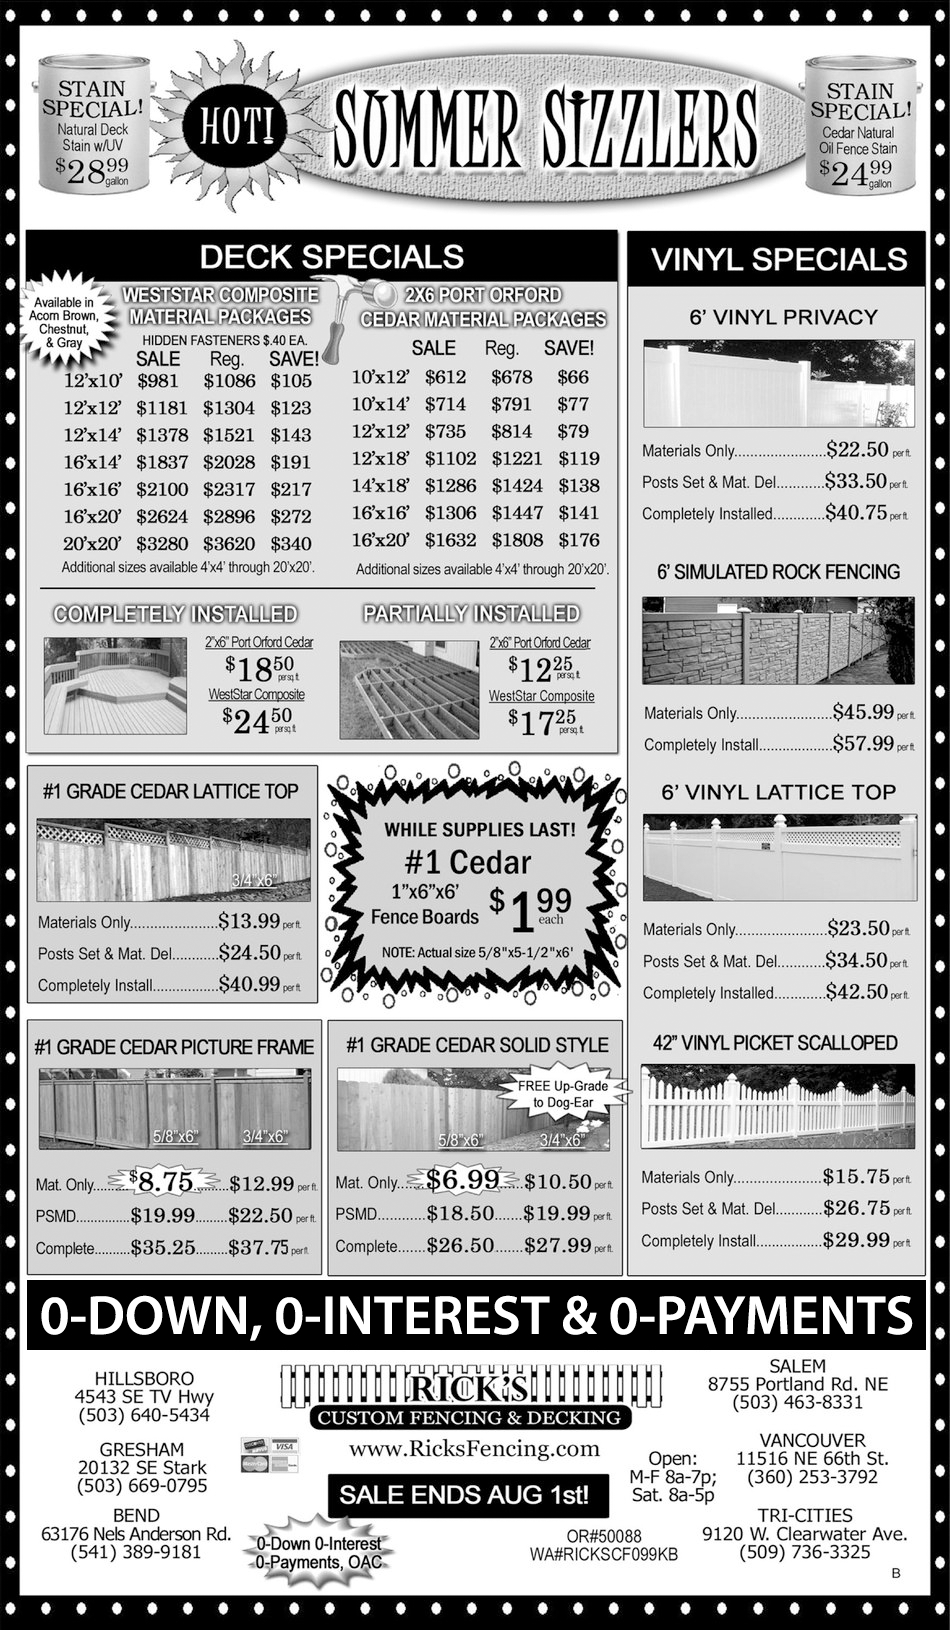 STAIN
SPECIAL!
Natural Deck
Stain w/UV
$28.99
gallon
HOT!
SUMMER SIZZLERS
STAIN
SPECIAL!
Cedar Natural
Oil Fence Stain
$24.99
gallon
DECK SPECIALS
Available in
Acorn Brown,
Chestnut,
& Gray
WESTSTAR COMPOSITE
MATERIAL PACKAGES
HIDDEN FASTENERS $.40 EA.
SALE Reg. SAVE!
12'x10' $981 $1086 $105
12'x12' $1181 $1304 $123
12'x14' $1378 $1521 $143
16'x14' $1837 $2028 $191
16'x16' $2100 $2317 $217
16'x20' $2624 $2896 $272
20'x20' $3280 $3620 $340
Additional sizes available 4'x4' through 20'x20'.
2X6 PORT ORFORD
CEDAR MATERIAL PACKAGES
SALE Reg. SAVE!
10'x12' $612 $678 $66
10'x14' $714 $791 $77
12'x12' $735 $814 $79
12'x18' $1102 $1221 $119
14'x18' $1286 $1424 $138
16'x16' $1306 $1447 $141
16'x20' $1632 $1808 $176
Additional sizes available 4'x4' through 20'x20'.
COMPLETELY INSTALLED
2"x6" Port Orford Cedar
$18.50 per sq. ft.
WestStar Composite
$24.50 per sq. ft.
PARTIALLY INSTALLED
2"x6" Port Orford Cedar
$12.25 per sq. ft.
WestStar Composite
$17.25 per sq. ft.
VINYL SPECIALS
6' VINYL PRIVACY
Materials Only......................$22.50 per ft.
Posts Set & Mat. Del............$33.50 per ft.
Completely Installed.............$40.75 per ft.
6' SIMULATED ROCK FENCING
Materials Only........................$45.99 per ft.
Completely Install..................$57.99 per ft.
6' VINYL LATTICE TOP
Materials Only......................$23.50 per ft.
Posts Set & Mat. Del............$34.50 per ft.
Completely Installed.............$42.50 per ft.
42" VINYL PICKET SCALLOPED
Materials Only......................$15.75 per ft.
Posts Set & Mat. Del............$26.75 per ft.
Completely Install................$29.99 per ft.
#1 GRADE CEDAR LATTICE TOP
3/4"x6"
Materials Only.....................$13.99 per ft.
Posts Set & Mat. Del...........$24.50 per ft.
Completely Install................$40.99 per ft.
WHILE SUPPLIES LAST!
#1 Cedar
1"x6"x6'
Fence Boards
$1.99
each
NOTE: Actual size 5/8"x5-1/2"x6'
#1 GRADE CEDAR PICTURE FRAME
5/8"x6" 3/4"x6"
Mat. Only.......$8.75......$12.99 per ft.
PSMD.............$19.99........$22.50 per ft.
Complete.........$35.25........$37.75 per ft.
#1 GRADE CEDAR SOLID STYLE
FREE Up-Grade
to Dog-Ear
5/8"x6" 3/4"x6"
Mat. Only.......$6.99......$10.50 per ft.
PSMD............$18.50.......$19.99 per ft.
Complete.......$26.50.......$27.99 per ft.
0-DOWN, 0-INTEREST & 0-PAYMENTS
HILLSBORO
4543 SE TV Hwy
(503) 640-5434
GRESHAM
20132 SE Stark
(503) 669-0795
BEND
63176 Nels Anderson Rd.
(541) 389-9181
RICK'S
CUSTOM FENCING & DECKING
VISA
MasterCard
www.RicksFencing.com
SALE ENDS AUG 1st!
0-Down 0-Interest
0-Payments, OAC
Open:
M-F 8a-7p;
Sat. 8a-5p
OR#50088
WA#RICKSCF099KB
SALEM
8755 Portland Rd. NE
(503) 463-8331
VANCOUVER
11516 NE 66th St.
(360) 253-3792
TRI-CITIES
9120 W. Clearwater Ave.
(509) 736-3325
B